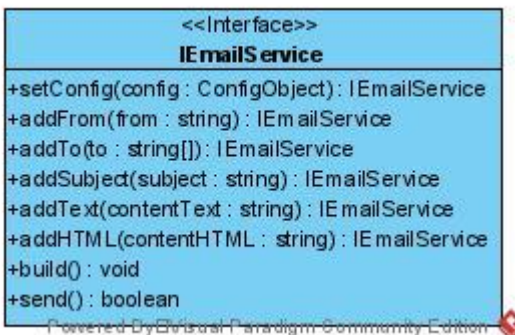 <<Interface>>
IEmailService
+setConfig(config : ConfigObject) : IEmailService
+addFrom(from : string) : IEmailService
+addTo(to : string[]) : IEmailService
+addSubject(subject : string) : IEmailService
+addText(contentText : string) : IEmailService
+addHTML(contentHTML : string) : IEmailService
+build() : void
+send() : boolean
Powered By Visual Paradigm Community Edition